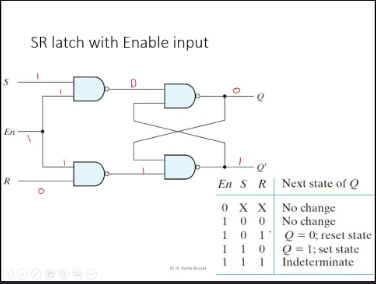 SR latch with Enable input
S 1
1 0 0 Q
En 1
1 1 1 Q'
R 0
En S R Next state of Q
0 X X No change
1 0 0 No change
1 0 1 Q = 0; reset state
1 1 0 Q = 1; set state
1 1 1 Indeterminate